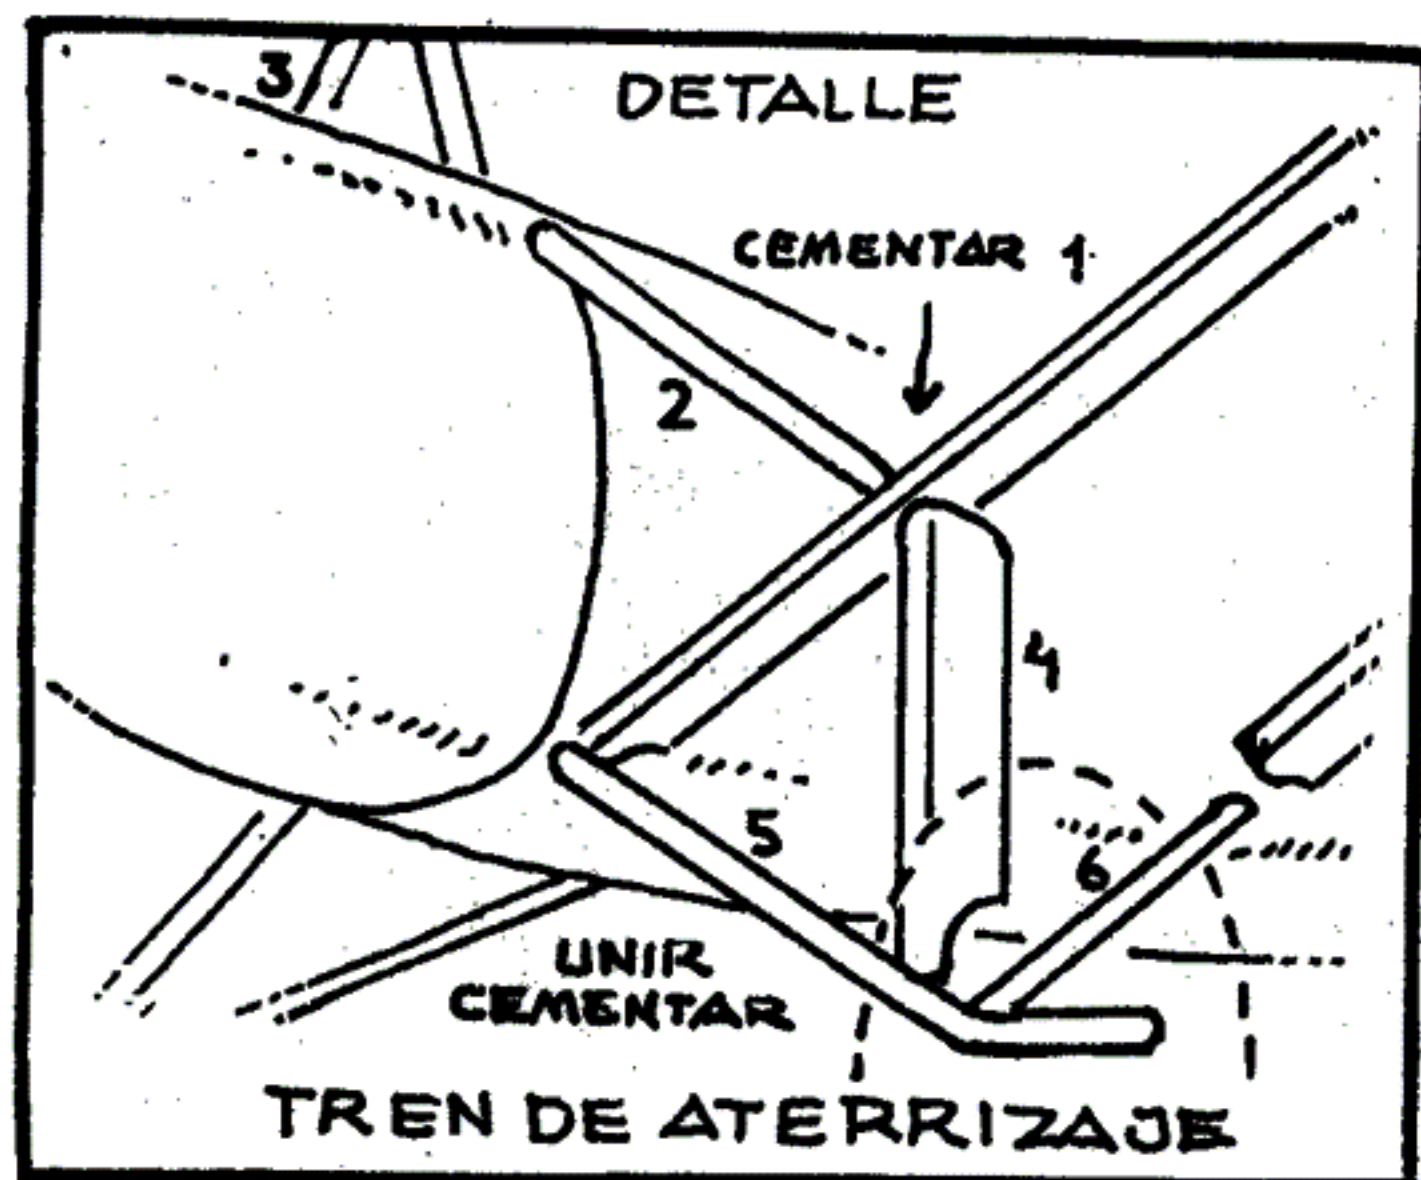 3
DETALLE
CEMENTAR 1
2
4
5
6
UNIR
CEMENTAR
TREN DE ATERRIZAJE